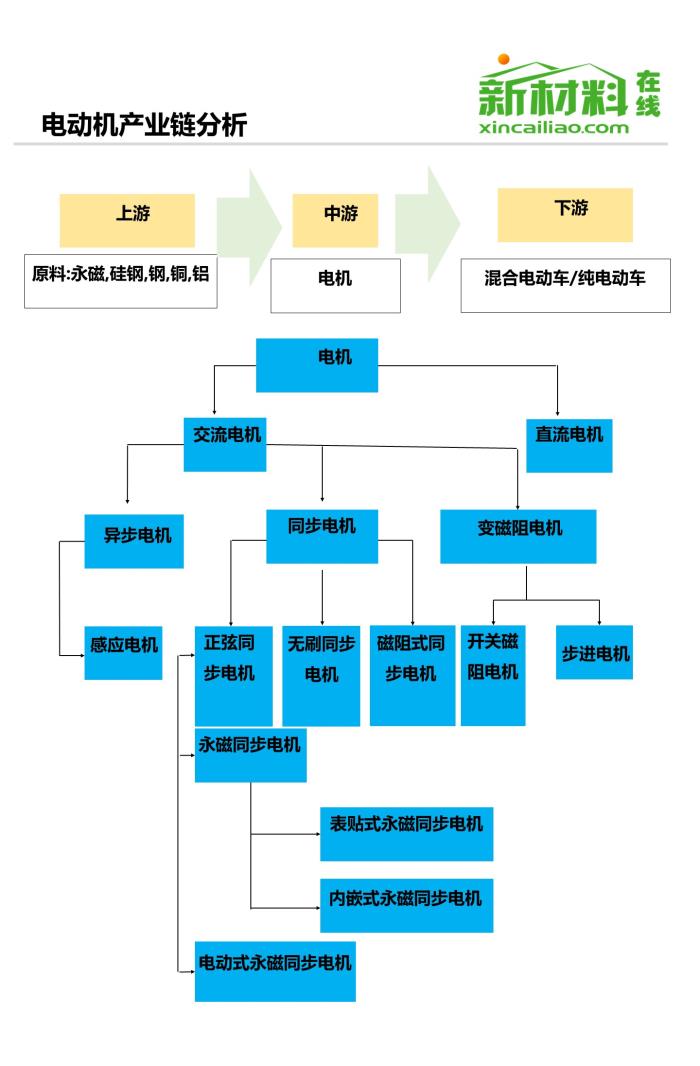 新材料在线
xincailiao.com
电动机产业链分析
上游
中游
下游
原料:永磁,硅钢,钢,铜,铝
电机
混合电动车/纯电动车
电机
交流电机
直流电机
异步电机
同步电机
变磁阻电机
感应电机
正弦同
步电机
无刷同步
电机
磁阻式同
步电机
开关磁
阻电机
步进电机
永磁同步电机
表贴式永磁同步电机
内嵌式永磁同步电机
电动式永磁同步电机